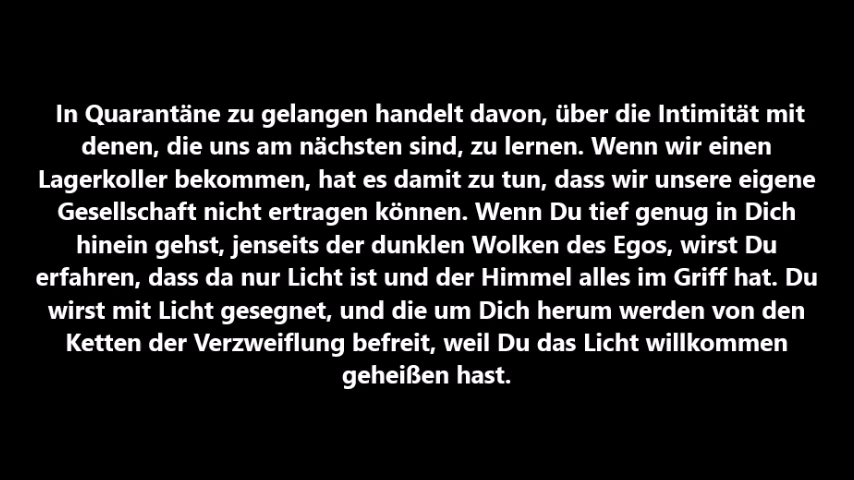 In Quarantäne zu gelangen handelt davon, über die Intimität mit
denen, die uns am nächsten sind, zu lernen. Wenn wir einen
Lagerkoller bekommen, hat es damit zu tun, dass wir unsere eigene
Gesellschaft nicht ertragen können. Wenn Du tief genug in Dich
hinein gehst, jenseits der dunklen Wolken des Egos, wirst Du
erfahren, dass da nur Licht ist und der Himmel alles im Griff hat. Du
wirst mit Licht gesegnet, und die um Dich herum werden von den
Ketten der Verzweiflung befreit, weil Du das Licht willkommen
geheißen hast.